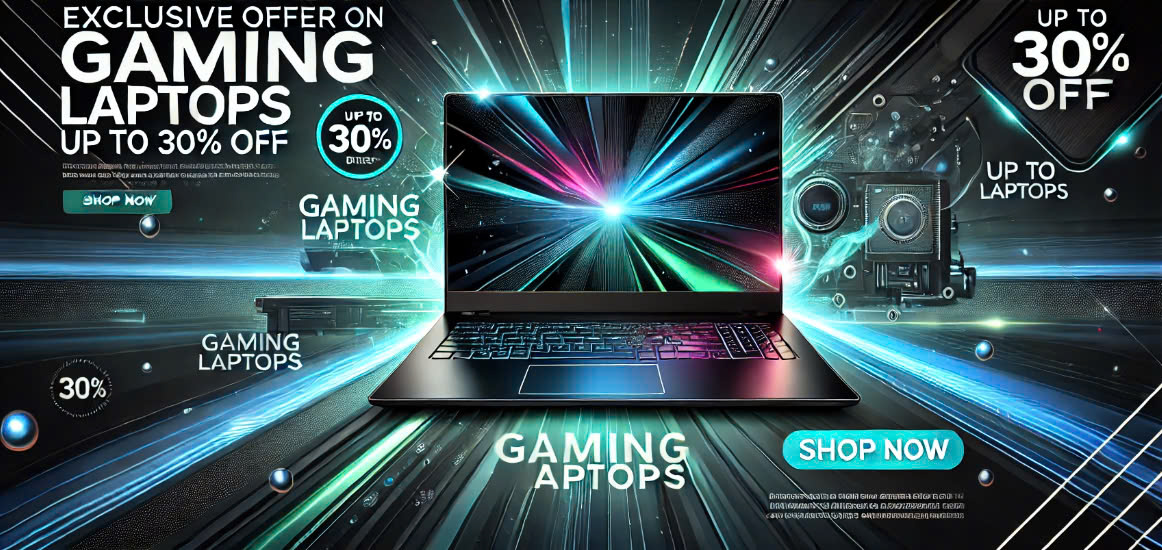 EXCLUSIVE OFFER ON
GAMING
LAPTOPS
UP TO 30% OFF
SHOP NOW
UP TO
30%
GAMING
LAPTOPS
GAMING
LAPTOPS
30%
UP TO
30%
OFF
UP TO
LAPTOPS
GAMING
APTOPS
SHOP NOW